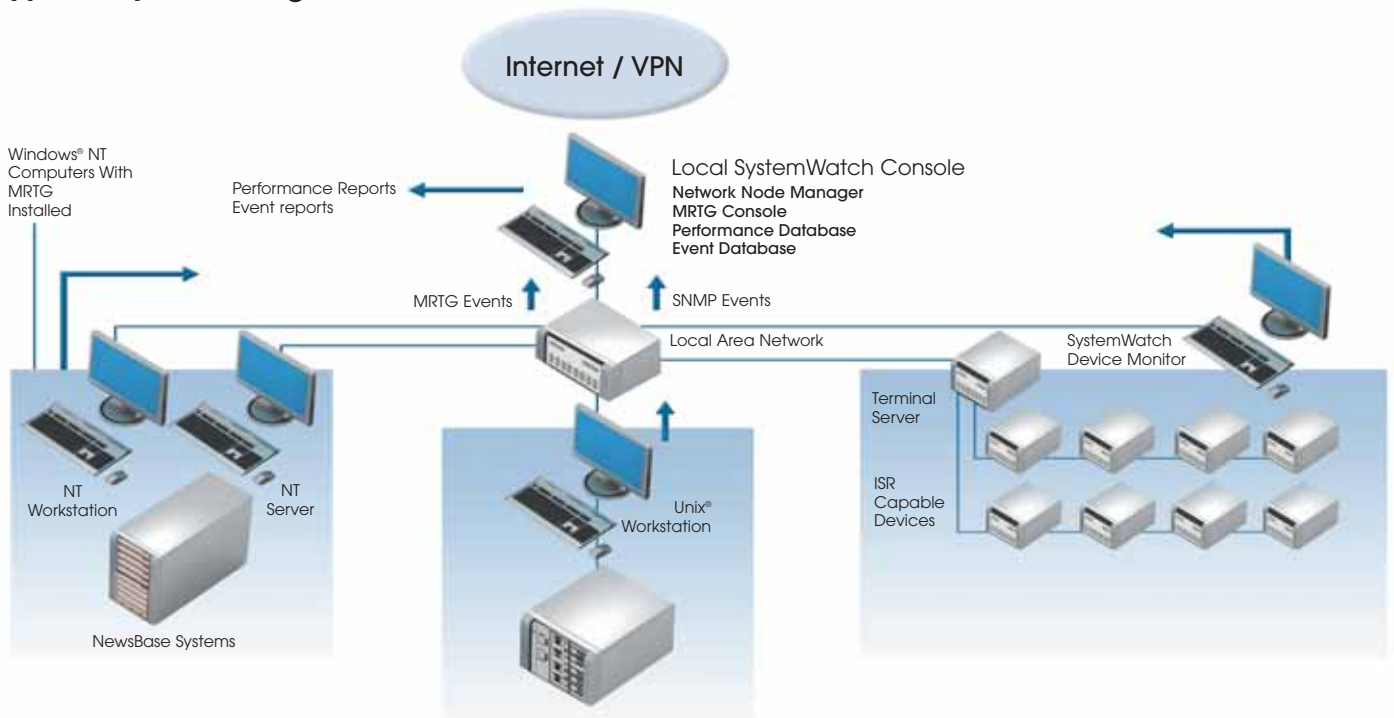 Internet / VPN
Windows® NT
Computers With
MRTG
Installed
Performance Reports
Event reports
Local SystemWatch Console
Network Node Manager
MRTG Console
Performance Database
Event Database
MRTG Events
SNMP Events
Local Area Network
SystemWatch
Device Monitor
Terminal
Server
NT
Workstation
NT
Server
Unix®
Workstation
ISR
Capable
Devices
NewsBase Systems